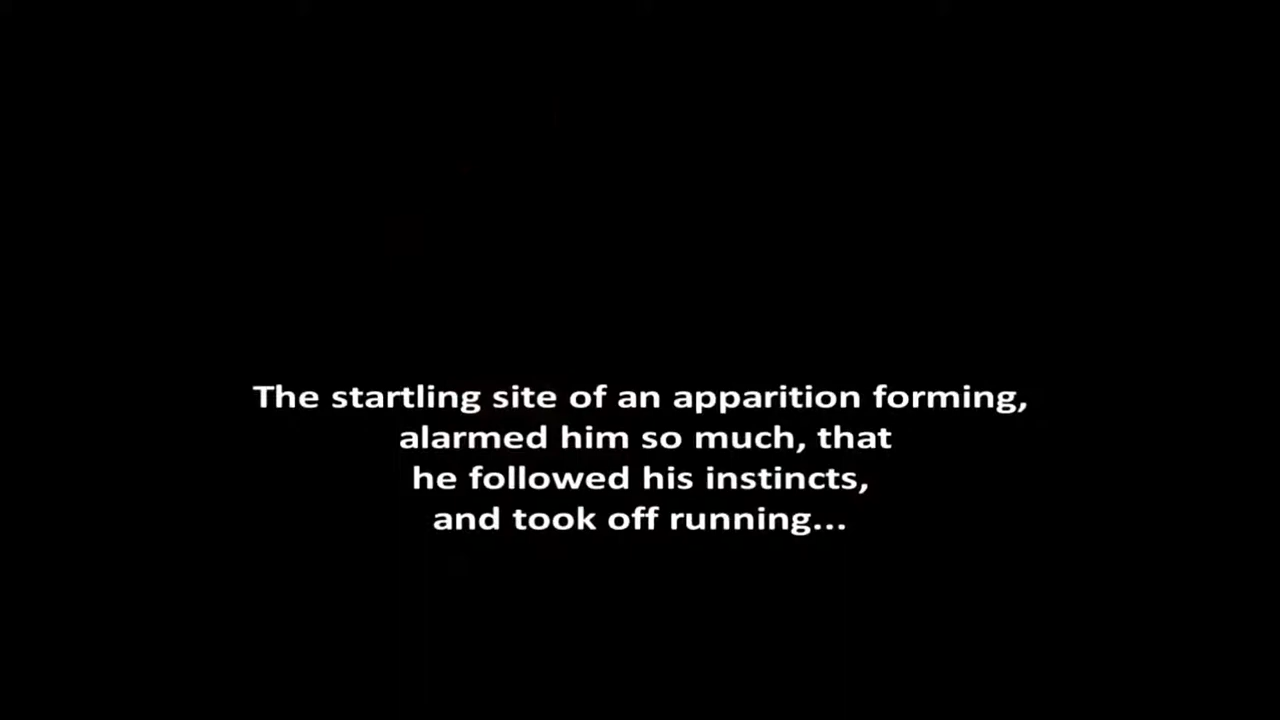 The startling site of an apparition forming,
alarmed him so much, that
he followed his instincts,
and took off running...